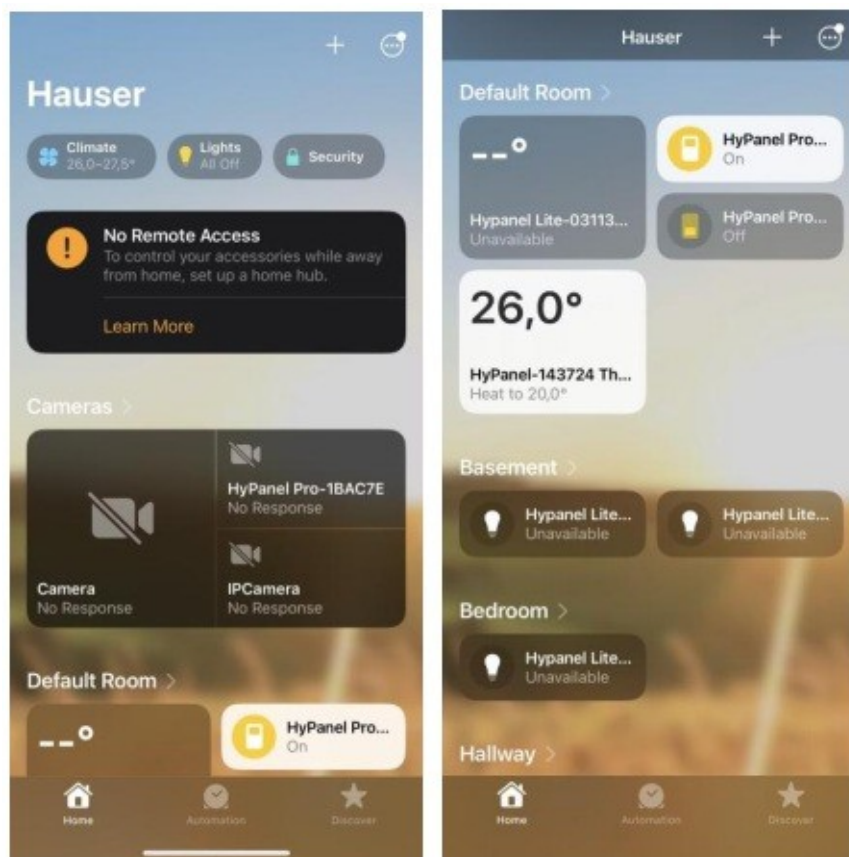 Hauser
Climate
26,0–27,5°
Lights
All Off
Security
No Remote Access
To control your accessories while away
from home, set up a home hub.
Learn More
Cameras >
HyPanel Pro-1BAC7E
No Response
Camera
No Response
IPCamera
No Response
Default Room >
--°
HyPanel Pro...
On
Home
Automation
Discover
Hauser
Default Room >
--°
Hypanel Lite-03113...
Unavailable
HyPanel Pro...
On
HyPanel Pro...
Off
26,0°
HyPanel-143724 Th...
Heat to 20,0°
Basement >
Hypanel Lite...
Unavailable
Hypanel Lite...
Unavailable
Bedroom >
Hypanel Lite...
Unavailable
Hallway >
Home
Automation
Discover